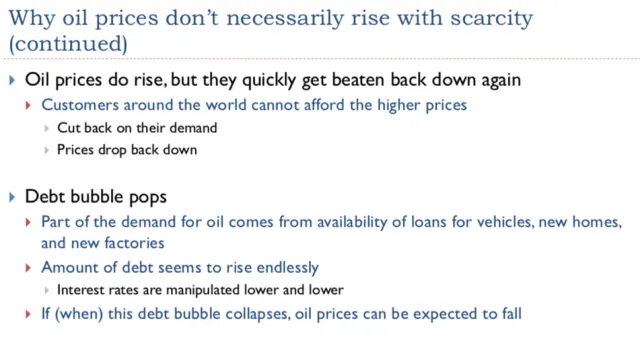 Why oil prices don’t necessarily rise with scarcity
(continued)
Oil prices do rise, but they quickly get beaten back down again
Customers around the world cannot afford the higher prices
Cut back on their demand
Prices drop back down
Debt bubble pops
Part of the demand for oil comes from availability of loans for vehicles, new homes,
and new factories
Amount of debt seems to rise endlessly
Interest rates are manipulated lower and lower
If (when) this debt bubble collapses, oil prices can be expected to fall